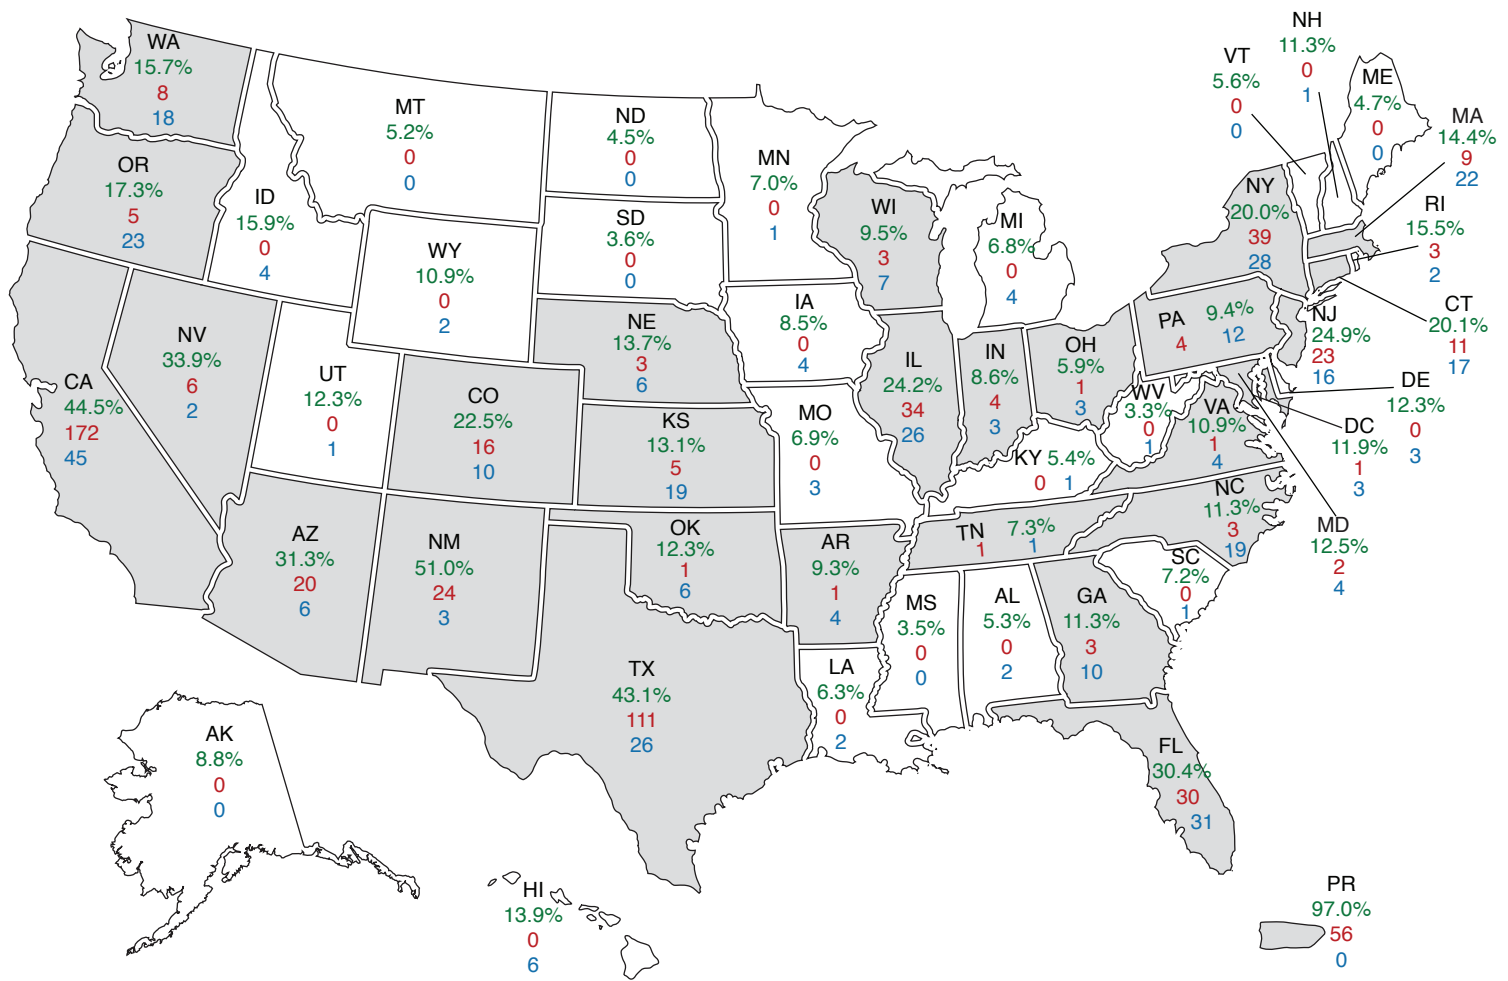 WA
15.7%
8
18
OR
17.3%
5
23
CA
44.5%
172
45
NV
33.9%
6
2
ID
15.9%
0
4
MT
5.2%
0
0
WY
10.9%
0
2
UT
12.3%
0
1
CO
22.5%
16
10
AZ
31.3%
20
6
NM
51.0%
24
3
ND
4.5%
0
0
SD
3.6%
0
0
NE
13.7%
3
6
KS
13.1%
5
19
OK
12.3%
1
6
TX
43.1%
111
26
MN
7.0%
0
1
IA
8.5%
0
4
MO
6.9%
0
3
AR
9.3%
1
4
LA
6.3%
0
2
WI
9.5%
3
7
IL
24.2%
34
26
MI
6.8%
0
4
IN
8.6%
4
3
OH
5.9%
1
3
KY 5.4%
0 1
TN 7.3%
1 1
MS
3.5%
0
0
AL
5.3%
0
2
GA
11.3%
3
10
FL
30.4%
30
31
SC
7.2%
0
1
NC
11.3%
3
19
VA
10.9%
1
4
WV
3.3%
0
1
PA 9.4%
4 12
NY
20.0%
39
28
VT
5.6%
0
0
NH
11.3%
0
1
ME
4.7%
0
0
MA
14.4%
9
22
RI
15.5%
3
2
CT
20.1%
11
17
NJ
24.9%
23
16
DE
12.3%
0
3
DC
11.9%
1
3
MD
12.5%
2
4
AK
8.8%
0
0
HI
13.9%
0
6
PR
97.0%
56
0